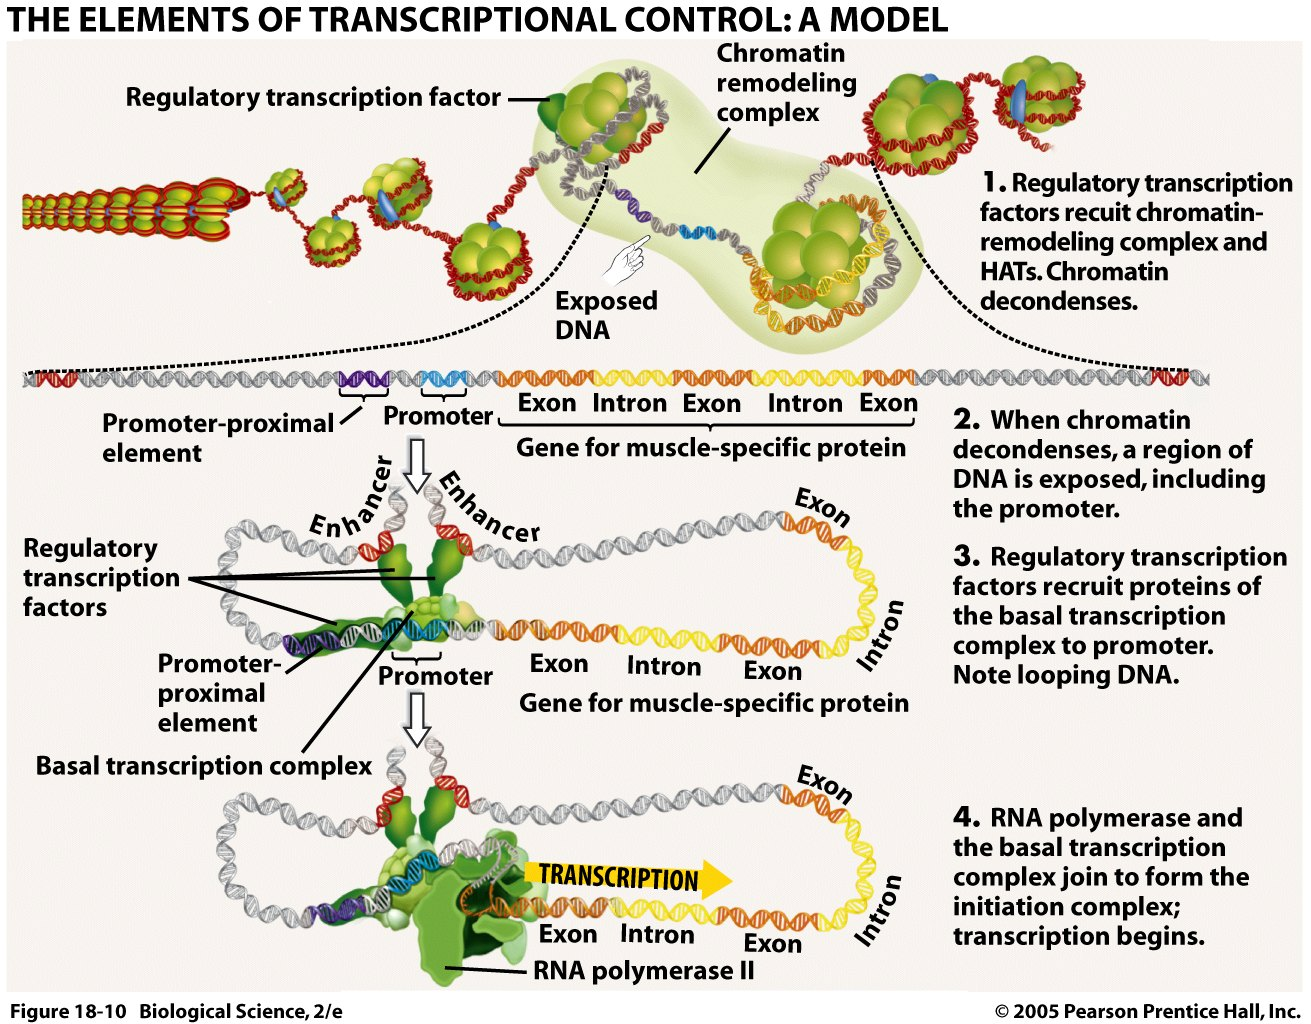 THE ELEMENTS OF TRANSCRIPTIONAL CONTROL: A MODEL
Regulatory transcription factor
Chromatin
remodeling
complex
Exposed
DNA
1. Regulatory transcription
factors recuit chromatin-
remodeling complex and
HATs. Chromatin
decondenses.
Promoter-proximal
element
Promoter
Exon Intron Exon Intron Exon
Gene for muscle-specific protein
2. When chromatin
decondenses, a region of
DNA is exposed, including
the promoter.
Enhancer
Enhancer
Exon
Regulatory
transcription
factors
Intron
Promoter-
proximal
element
Promoter
Exon Intron Exon
Gene for muscle-specific protein
Basal transcription complex
3. Regulatory transcription
factors recruit proteins of
the basal transcription
complex to promoter.
Note looping DNA.
Exon
TRANSCRIPTION
Intron
Exon Intron Exon
RNA polymerase II
4. RNA polymerase and
the basal transcription
complex join to form the
initiation complex;
transcription begins.
Figure 18-10 Biological Science, 2/e
© 2005 Pearson Prentice Hall, Inc.